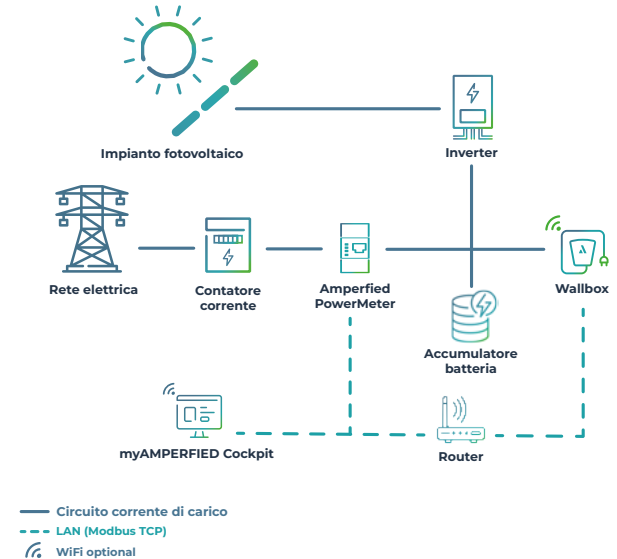 Impianto fotovoltaico
Inverter
Rete elettrica
Contatore
corrente
Amperfied
PowerMeter
Wallbox
Accumulatore
batteria
myAMPERFIED Cockpit
Router
Circuito corrente di carico
LAN (Modbus TCP)
WiFi optional